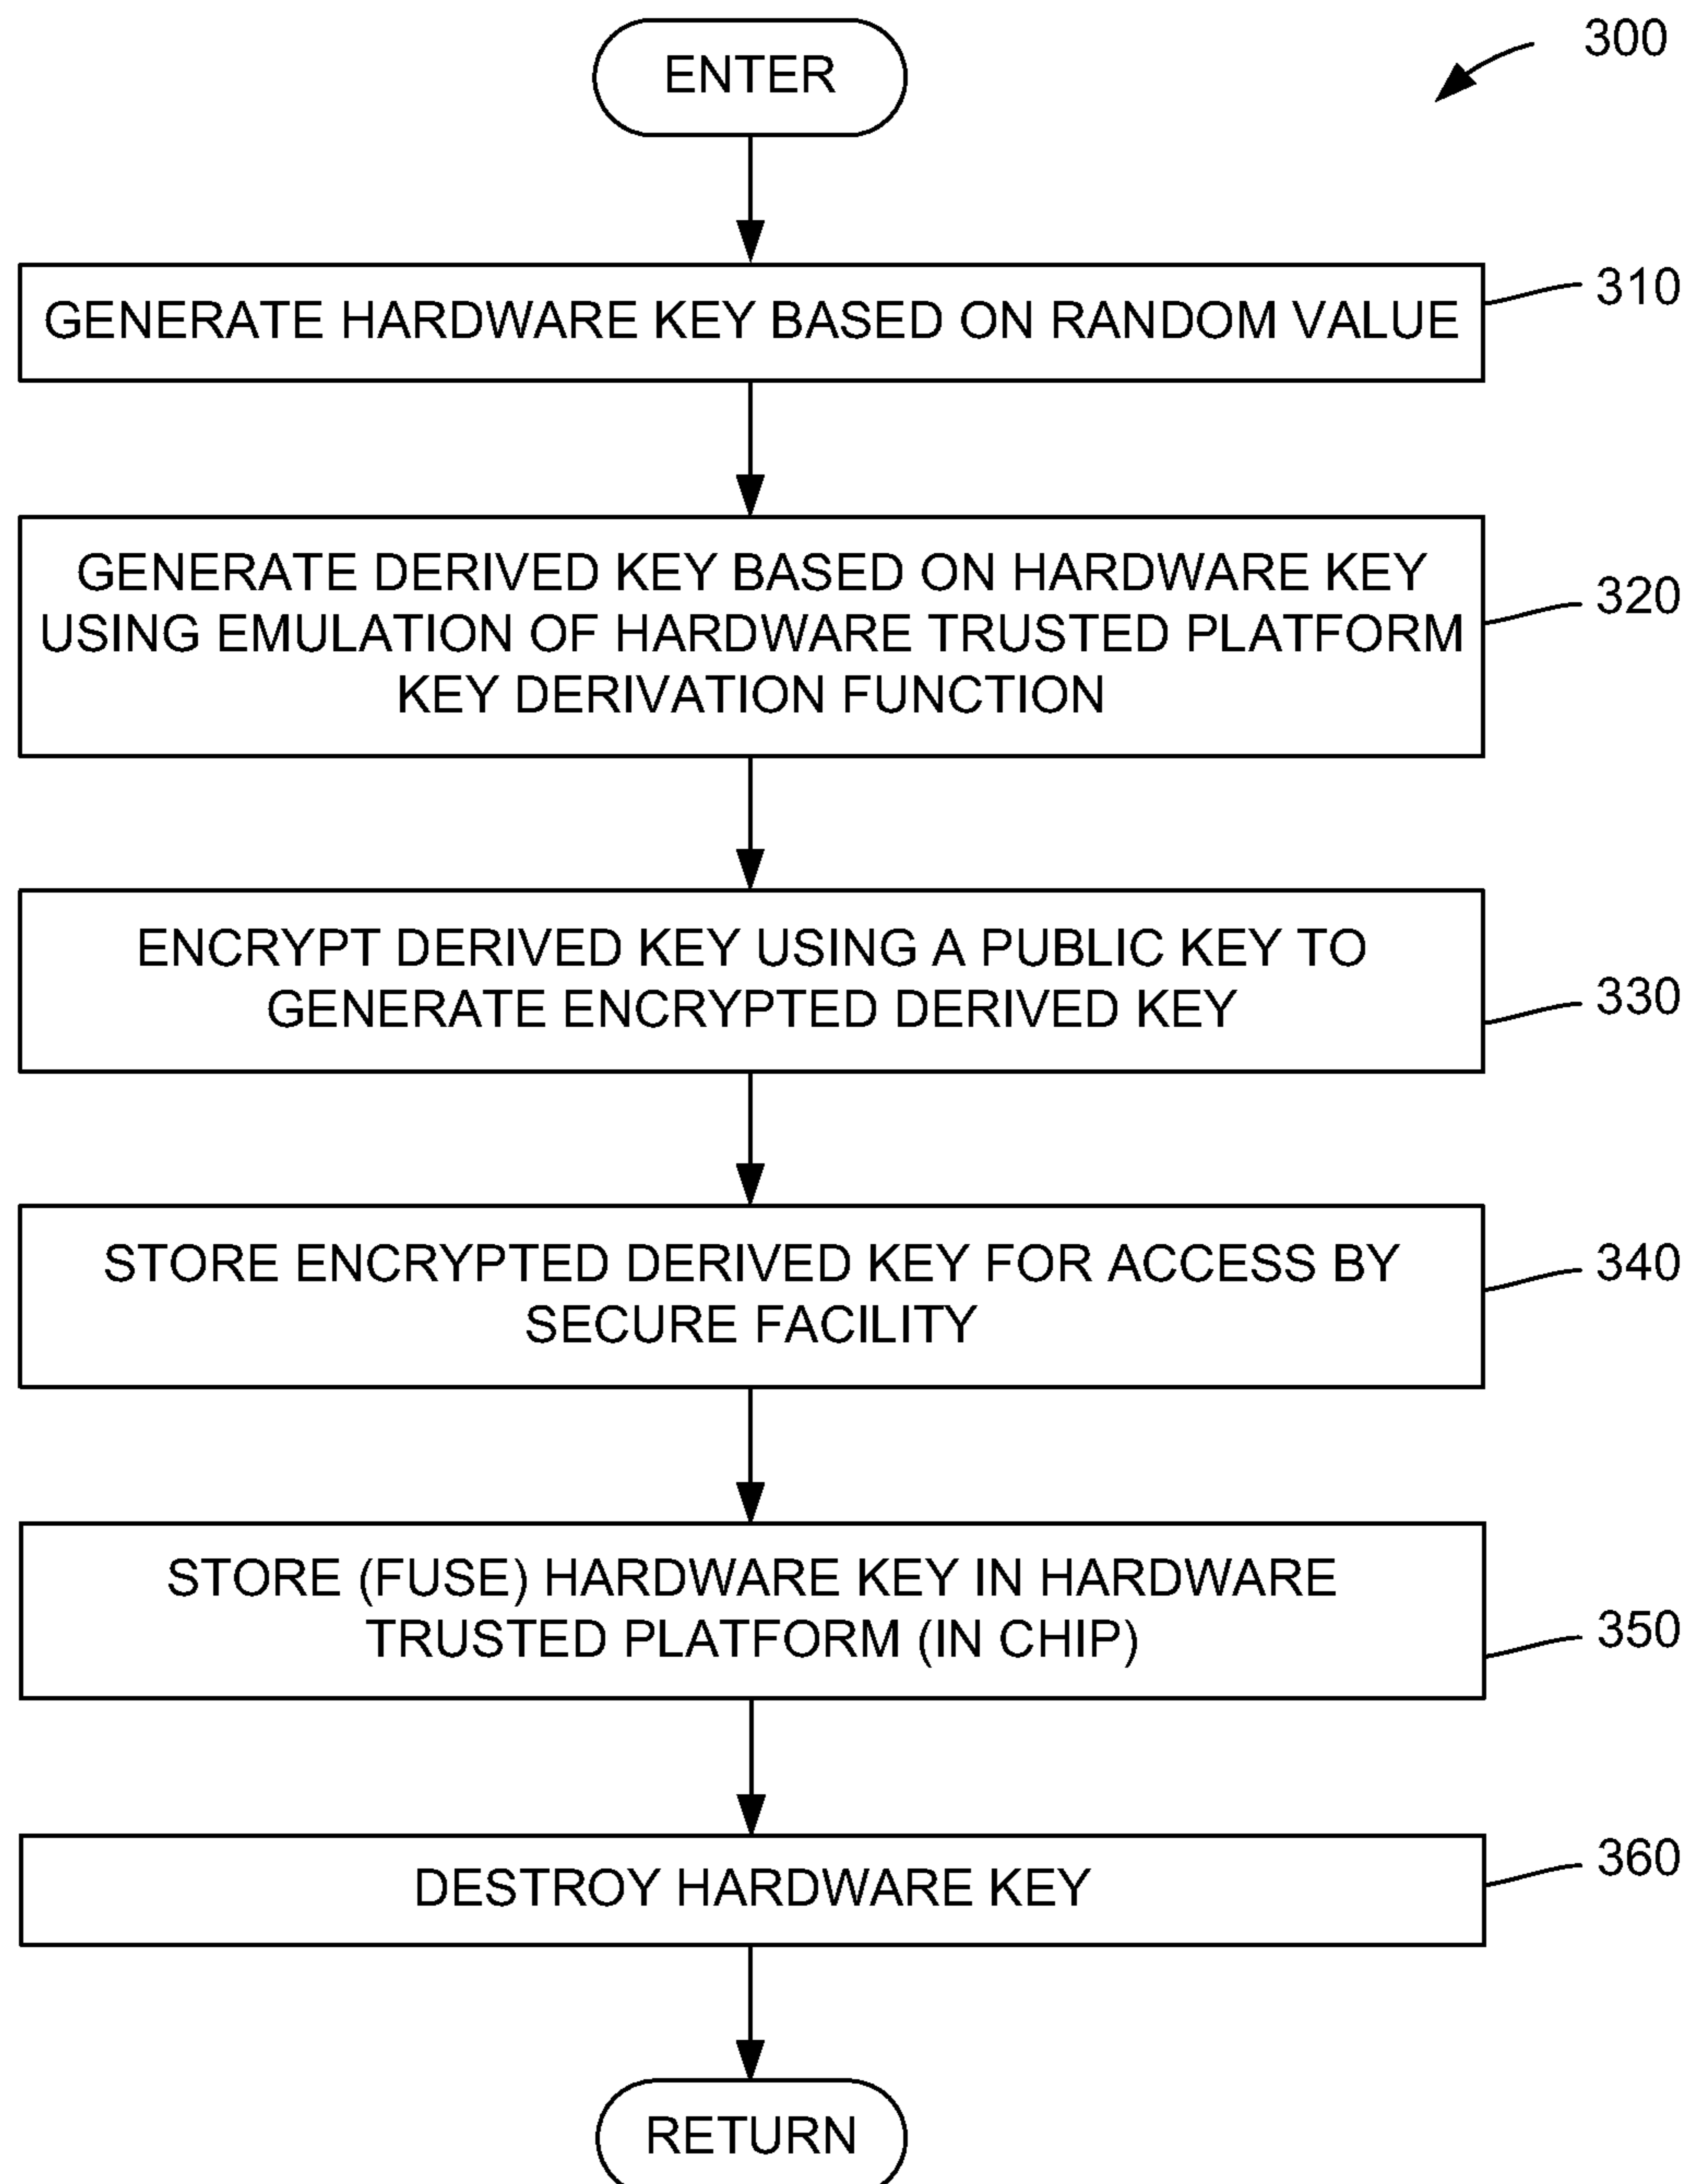 ENTER
300
GENERATE HARDWARE KEY BASED ON RANDOM VALUE
310
GENERATE DERIVED KEY BASED ON HARDWARE KEY
USING EMULATION OF HARDWARE TRUSTED PLATFORM
KEY DERIVATION FUNCTION
320
ENCRYPT DERIVED KEY USING A PUBLIC KEY TO
GENERATE ENCRYPTED DERIVED KEY
330
STORE ENCRYPTED DERIVED KEY FOR ACCESS BY
SECURE FACILITY
340
STORE (FUSE) HARDWARE KEY IN HARDWARE
TRUSTED PLATFORM (IN CHIP)
350
DESTROY HARDWARE KEY
360
RETURN